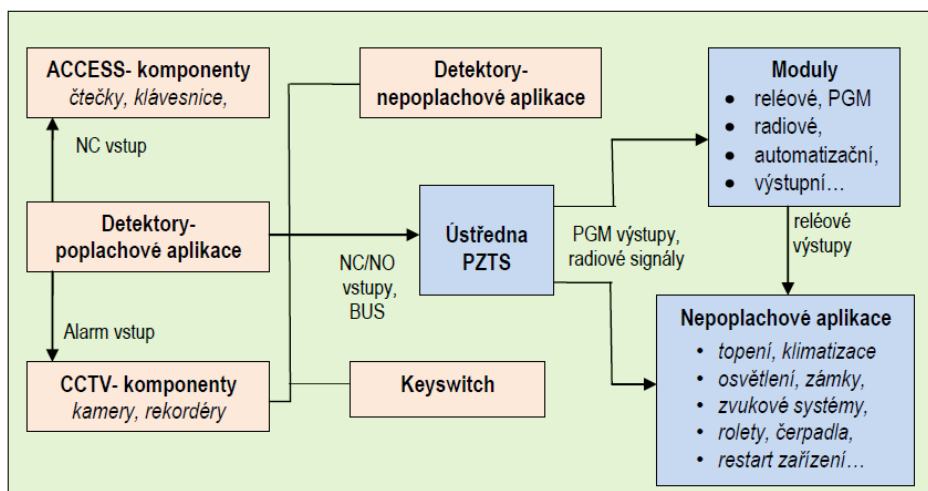 ACCESS- komponenty
čtečky, klávesnice,
NC vstup
Detektory-
poplachové aplikace
Alarm vstup
CCTV- komponenty
kamery, rekordéry
Detektory-
nepoplachové aplikace
NC/NO
vstupy,
BUS
Keyswitch
Ústředna
PZTS
PGM výstupy,
radiové signály
Moduly
● reléové, PGM
● radiové,
● automatizační,
● výstupní…
reléové
výstupy
Nepoplachové aplikace
• topení, klimatizace
• osvětlení, zámky,
• zvukové systémy,
• rolety, čerpadla,
• restart zařízení…